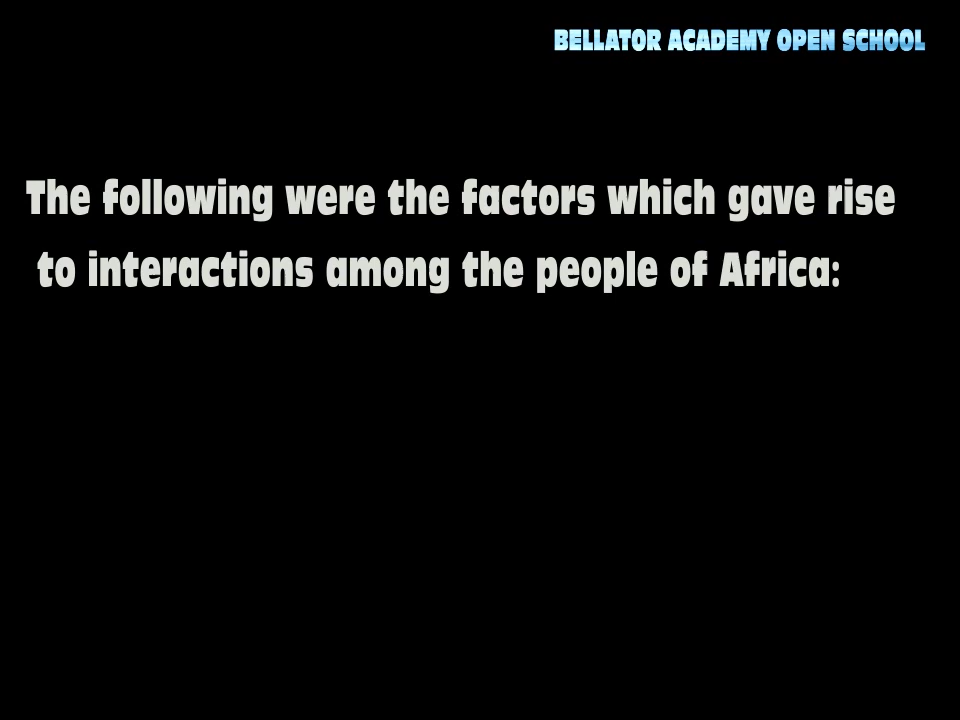 BELLATOR ACADEMY OPEN SCHOOL
The following were the factors which gave rise
to interactions among the people of Africa: